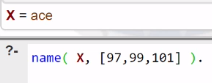 X = ace
?- name( X, [97,99,101] ).